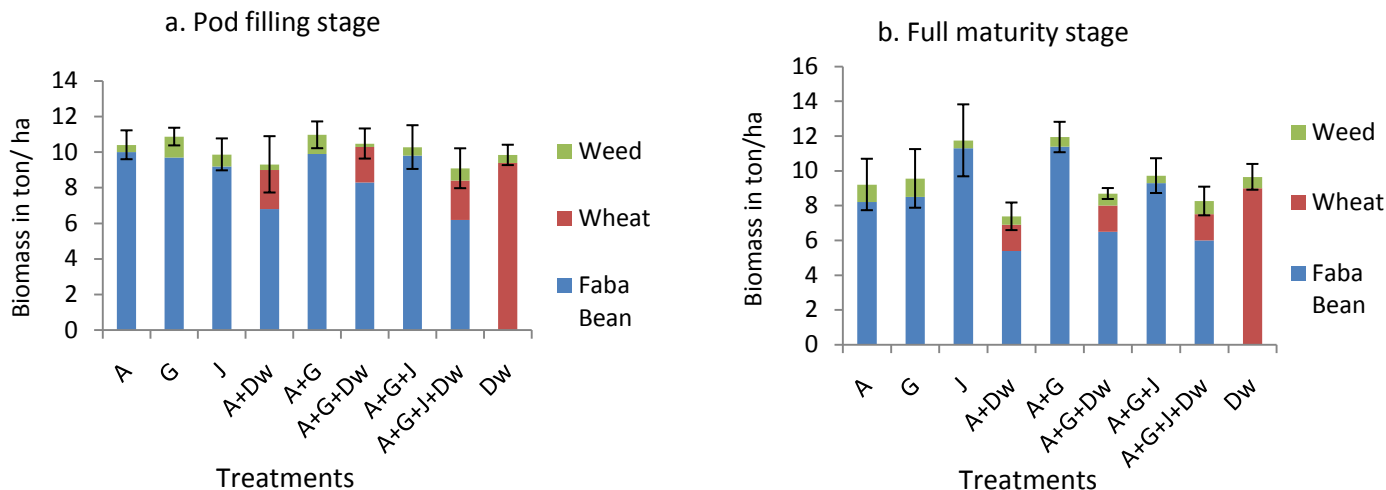 a. Pod filling stage
Biomass in ton/ ha
14
12
10
8
6
4
2
0
A
G
J
A+Dw
A+G
A+G+Dw
A+G+J
A+G+J+Dw
Dw
Treatments
Weed
Wheat
Faba
Bean
b. Full maturity stage
Biomass in ton/ha
16
14
12
10
8
6
4
2
0
A
G
J
A+Dw
A+G
A+G+Dw
A+G+J
A+G+J+Dw
Dw
Treatments
Weed
Wheat
Faba
Bean